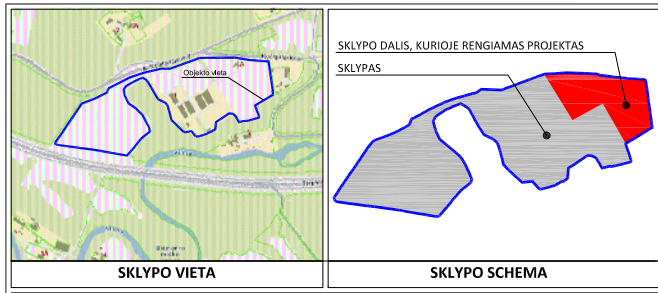 Objekto vieta
SKLYPO VIETA
SKLYPO DALIS, KURIOJE RENGIAMAS PROJEKTAS
SKLYPAS
SKLYPO SCHEMA